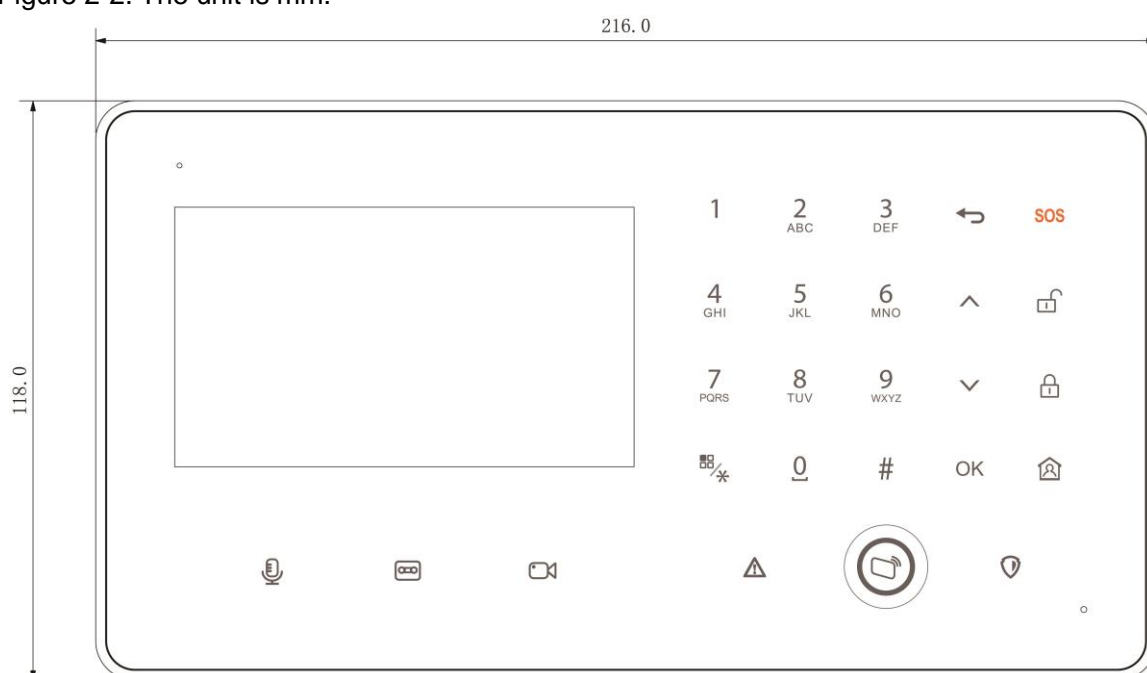 Figure 2-2. The unit is mm.
216. 0
118. 0
1 2 3 SOS
ABC DEF
4 5 6
GHI JKL MNO
7 8 9
PQRS TUV WXYZ
* 0 # OK